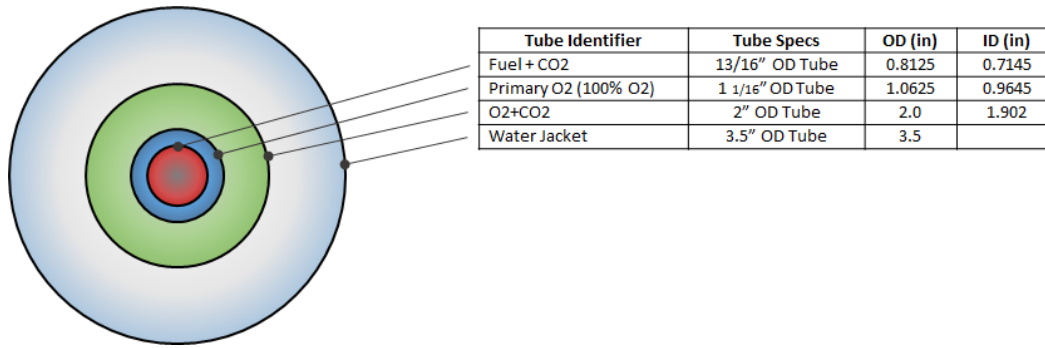 Tube Identifier Tube Specs OD (in) ID (in)
Fuel + CO2 13/16” OD Tube 0.8125 0.7145
Primary O2 (100% O2) 1 1/16” OD Tube 1.0625 0.9645
O2+CO2 2” OD Tube 2.0 1.902
Water Jacket 3.5” OD Tube 3.5